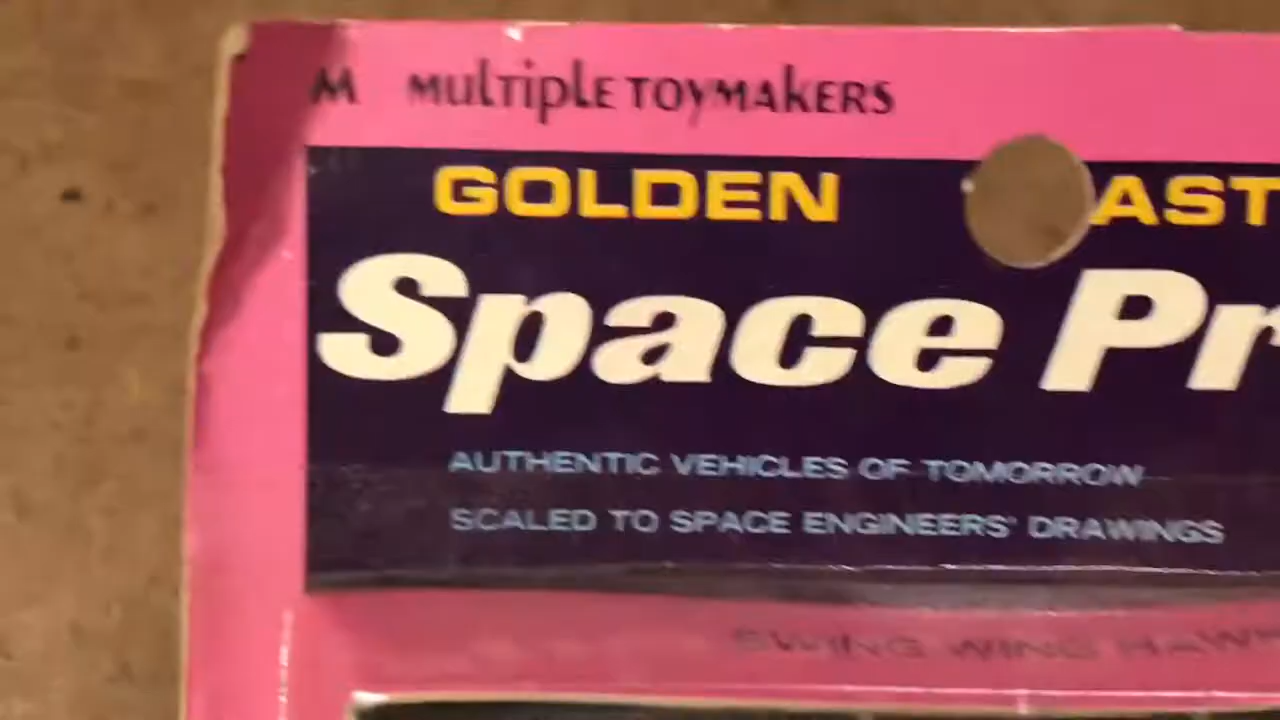 M multiple TOYMAKERS
GOLDEN AST
Space Pr
AUTHENTIC VEHICLES OF TOMORROW
SCALED TO SPACE ENGINEERS' DRAWINGS
SWING WING HAW